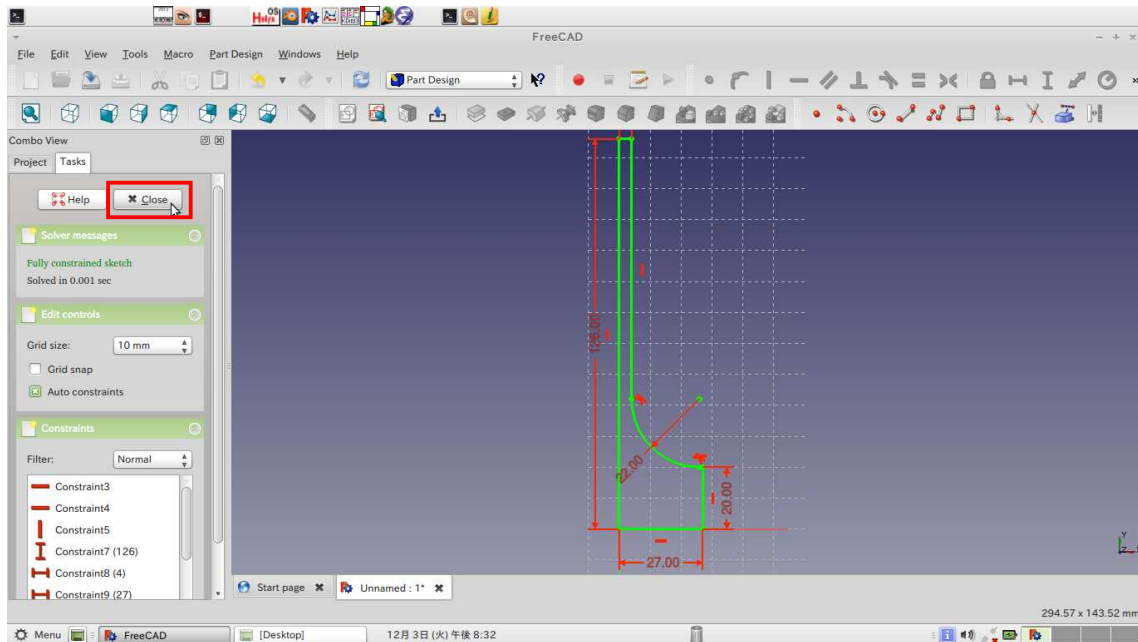 FreeCAD
File Edit View Tools Macro Part Design Windows Help
Part Design
Combo View
Project Tasks
Help Close
Solver messages
Fully constrained sketch
Solved in 0.001 sec
Edit controls
Grid size: 10 mm
Grid snap
Auto constraints
Constraints
Filter: Normal
Constraint3
Constraint4
Constraint5
Constraint7 (126)
Constraint8 (4)
Constraint9 (27)
126.00
22.00
20.00
27.00
Y
Z
Start page Unnamed : 1*
294.57 x 143.52 mm
Menu FreeCAD [Desktop] 12月 3日 (火) 午後 8:32